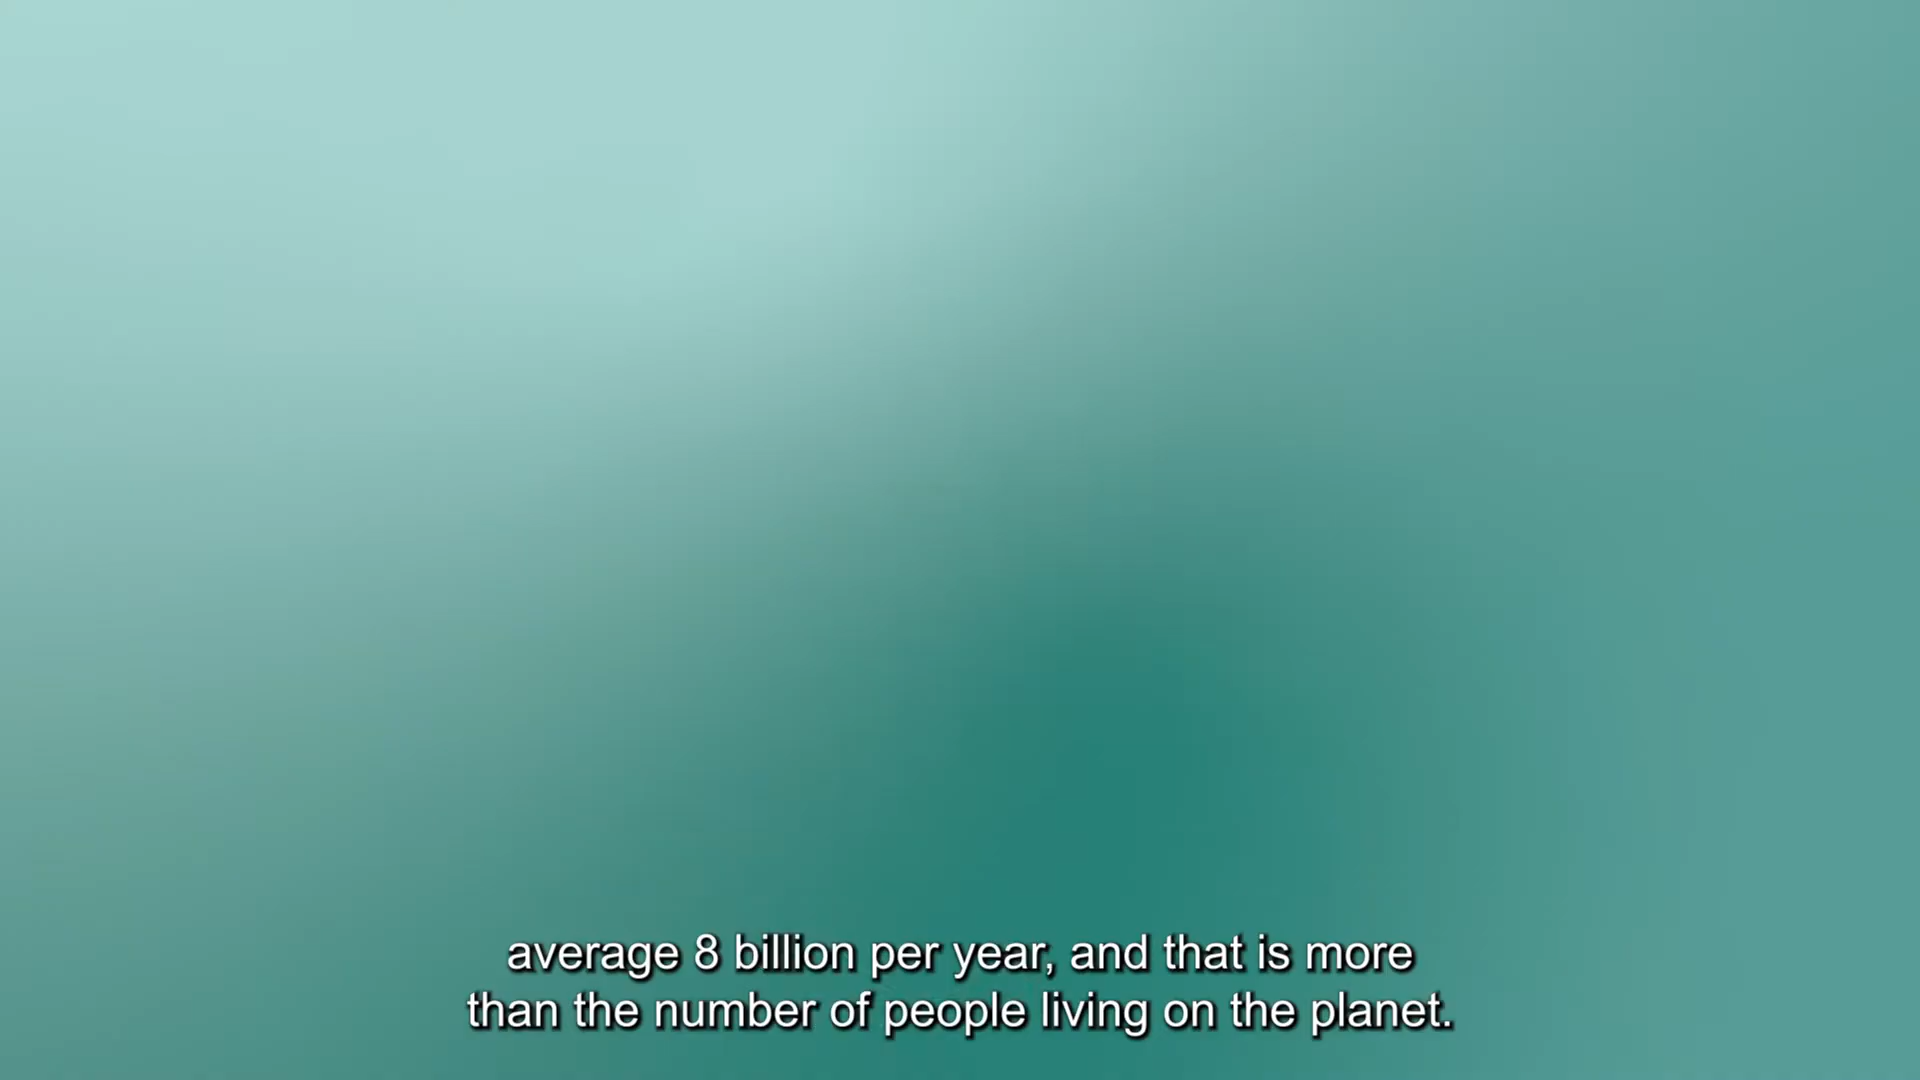 average 8 billion per year, and that is more
than the number of people living on the planet.